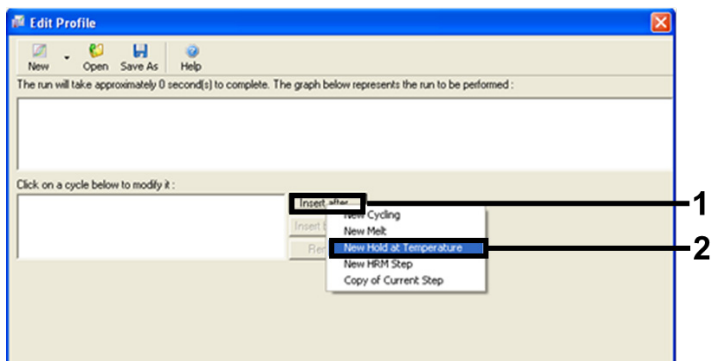 Edit Profile
New Open Save As Help
The run will take approximately 0 second(s) to complete. The graph below represents the run to be performed :
Click on a cycle below to modify it :
Insert after
1
New Cycling
Insert
New Melt
New Hold at Temperature
2
New HRM Step
Copy of Current Step